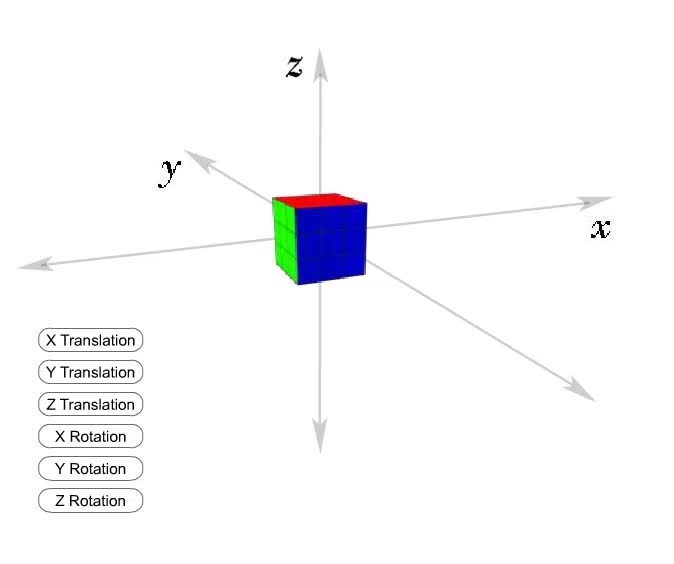 z
y
x
X Translation
Y Translation
Z Translation
X Rotation
Y Rotation
Z Rotation